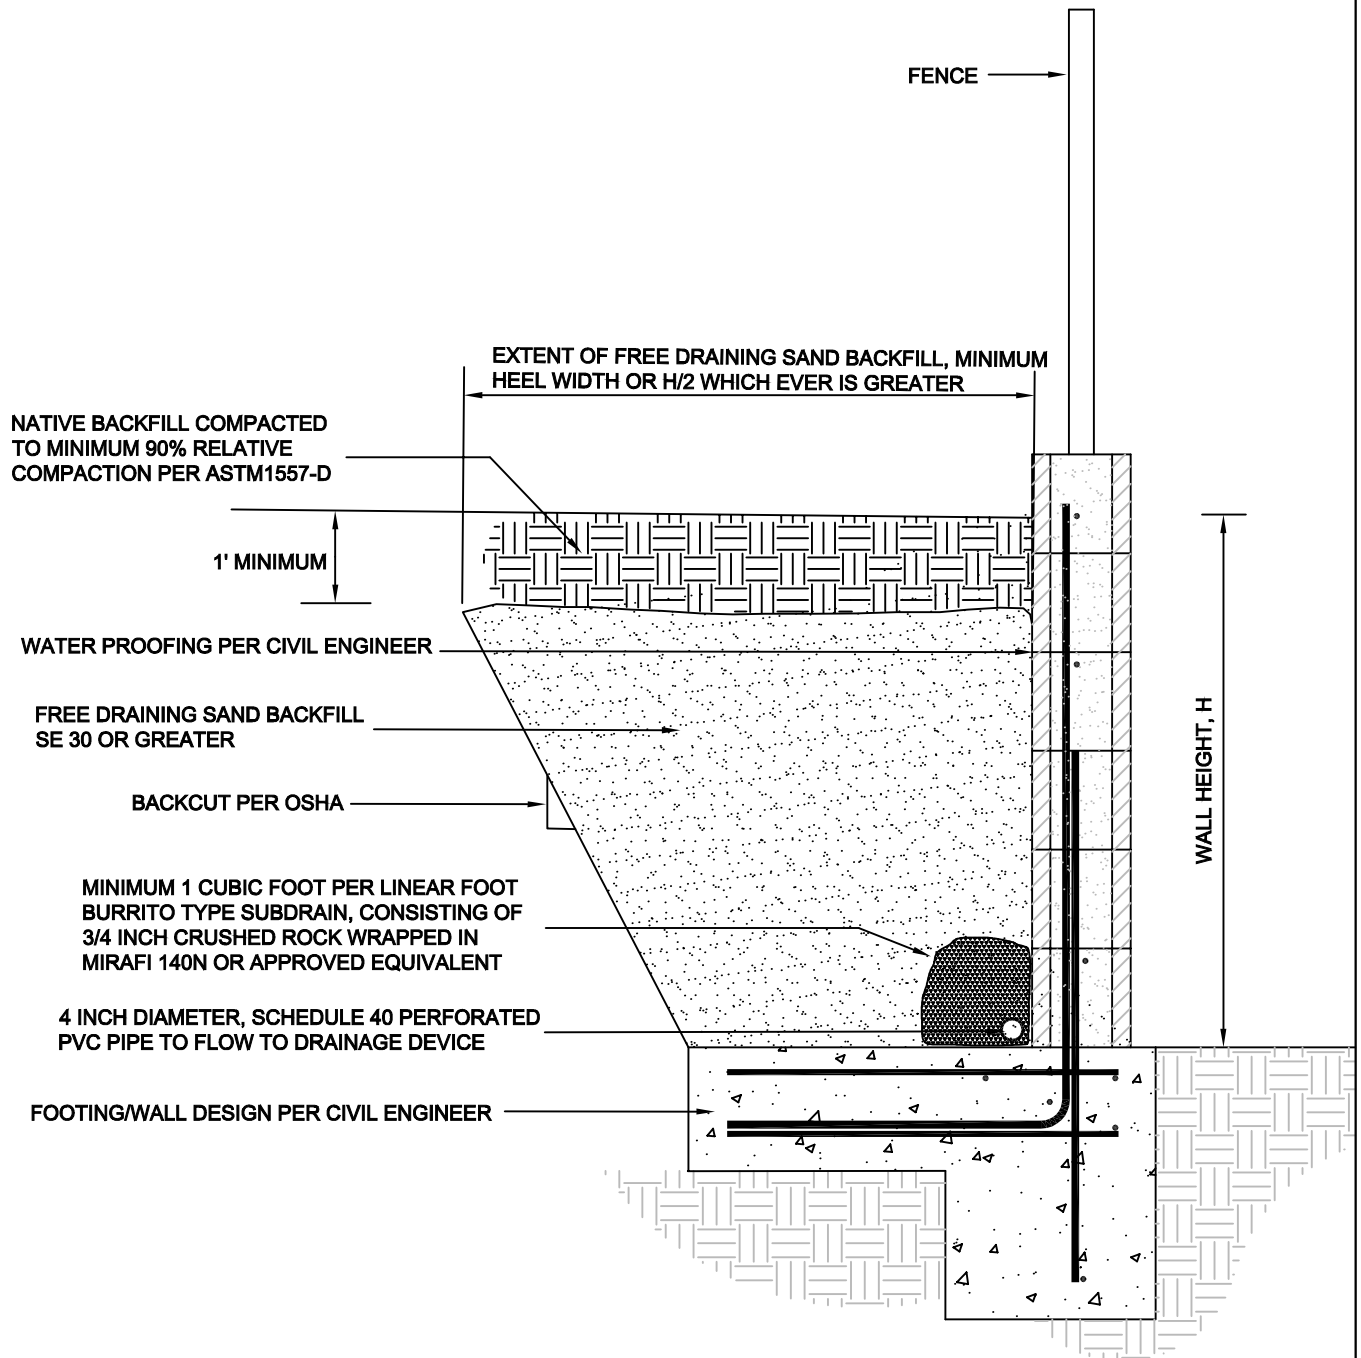 FENCE
EXTENT OF FREE DRAINING SAND BACKFILL, MINIMUM
HEEL WIDTH OR H/2 WHICH EVER IS GREATER
NATIVE BACKFILL COMPACTED
TO MINIMUM 90% RELATIVE
COMPACTION PER ASTM1557-D
1' MINIMUM
WATER PROOFING PER CIVIL ENGINEER
FREE DRAINING SAND BACKFILL
SE 30 OR GREATER
WALL HEIGHT, H
BACKCUT PER OSHA
MINIMUM 1 CUBIC FOOT PER LINEAR FOOT
BURRITO TYPE SUBDRAIN, CONSISTING OF
3/4 INCH CRUSHED ROCK WRAPPED IN
MIRAFI 140N OR APPROVED EQUIVALENT
4 INCH DIAMETER, SCHEDULE 40 PERFORATED
PVC PIPE TO FLOW TO DRAINAGE DEVICE
FOOTING/WALL DESIGN PER CIVIL ENGINEER